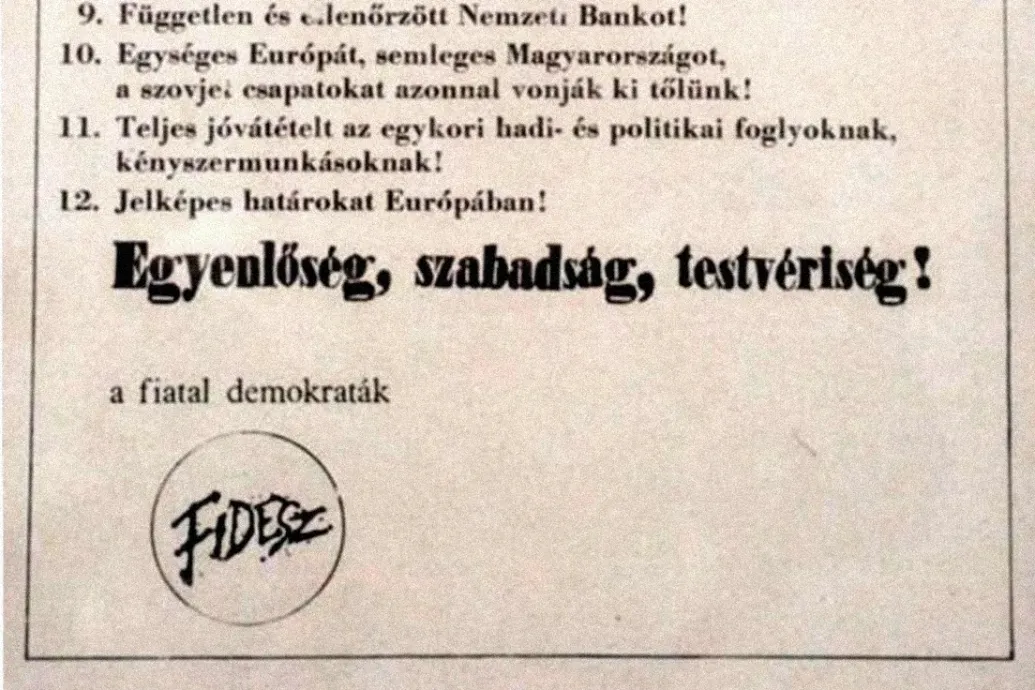 9. Független és ellenőrzött Nemzeti Bankot!
10. Egységes Európát, semleges Magyarországot,
a szovjet csapatokat azonnal vonják ki tőlünk!
11. Teljes jóvátételt az egykori hadi- és politikai foglyoknak,
kényszermunkásoknak!
12. Jelképes határokat Európában!
Egyenlőség, szabadság, testvériség!
a fiatal demokraták
FIDESZ